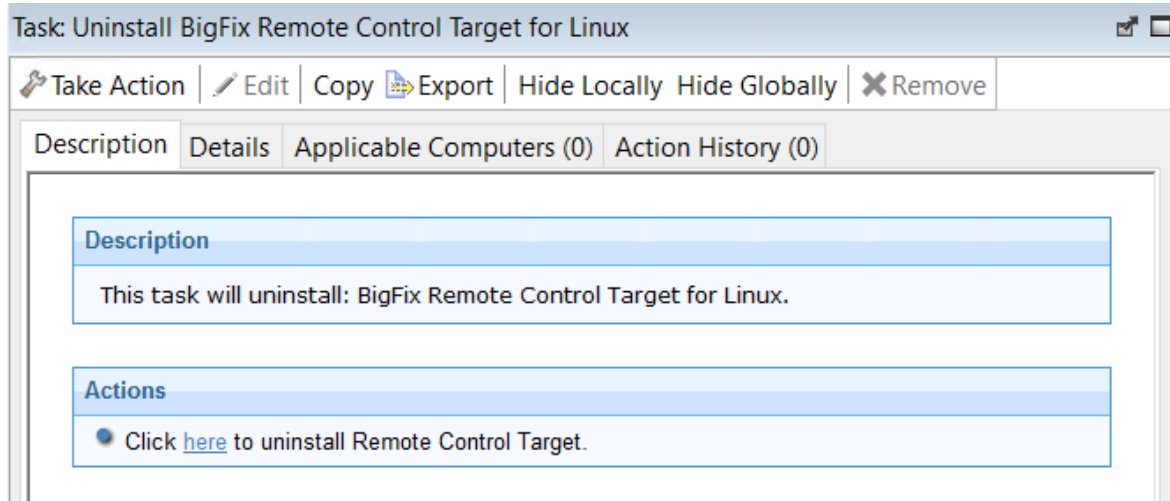 Task: Uninstall BigFix Remote Control Target for Linux
Take Action Edit Copy Export Hide Locally Hide Globally Remove
Description Details Applicable Computers (0) Action History (0)
Description
This task will uninstall: BigFix Remote Control Target for Linux.
Actions
Click here to uninstall Remote Control Target.